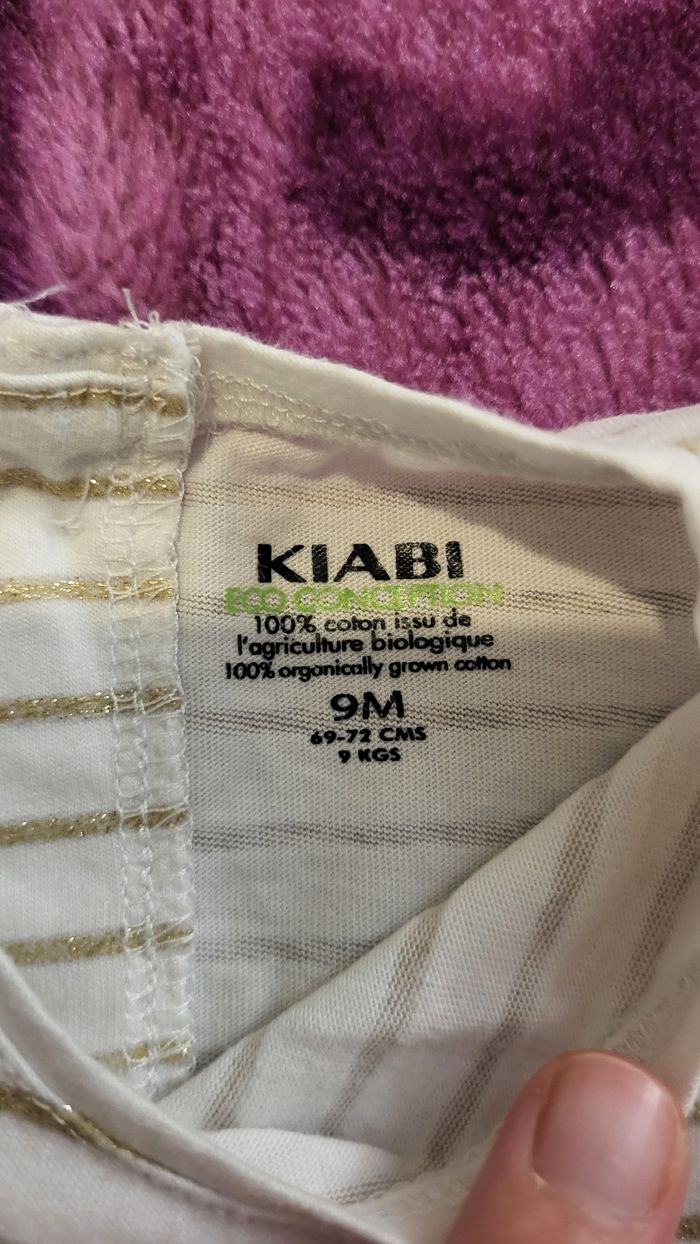 KIABI
ECO CONCEPTION
100% coton issu de
l'agriculture biologique
100% organically grown cotton
9M
69-72 CMS
9 KGS